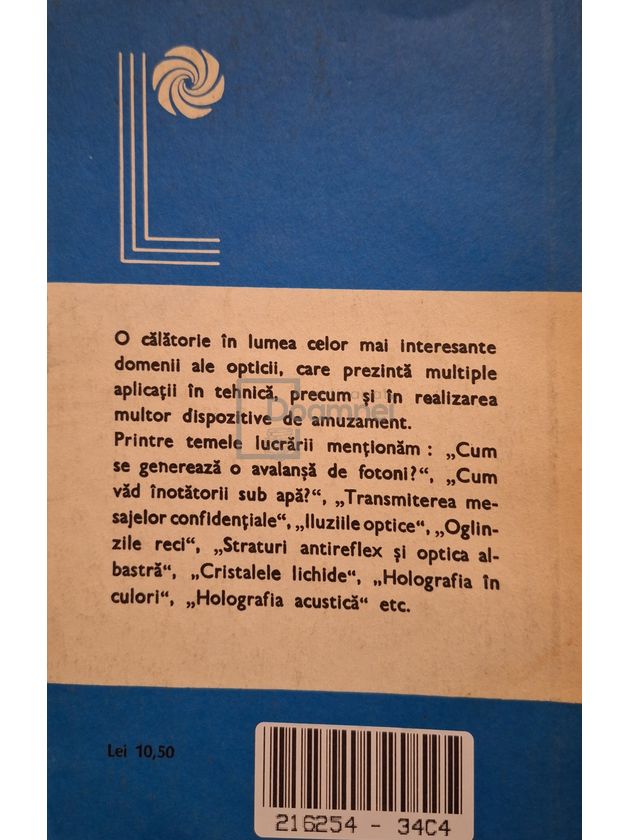 O călătorie în lumea celor mai interesante
domenii ale opticii, care prezintă multiple
aplicații în tehnică, precum și în realizarea
multor dispozitive de amuzament.
Printre temele lucrării menționăm : „Cum
se generează o avalanșă de fotoni?“, „Cum
văd înotătorii sub apă?“, „Transmiterea me-
sajelor confidențiale“, „Iluziile optice“, „Oglin-
zile reci“, „Straturi antireflex și optica al-
bastră“, „Cristalele lichide“, „Holografia în
culori“, „Holografia acustică“ etc.
Lei 10,50
216254 - 34C4